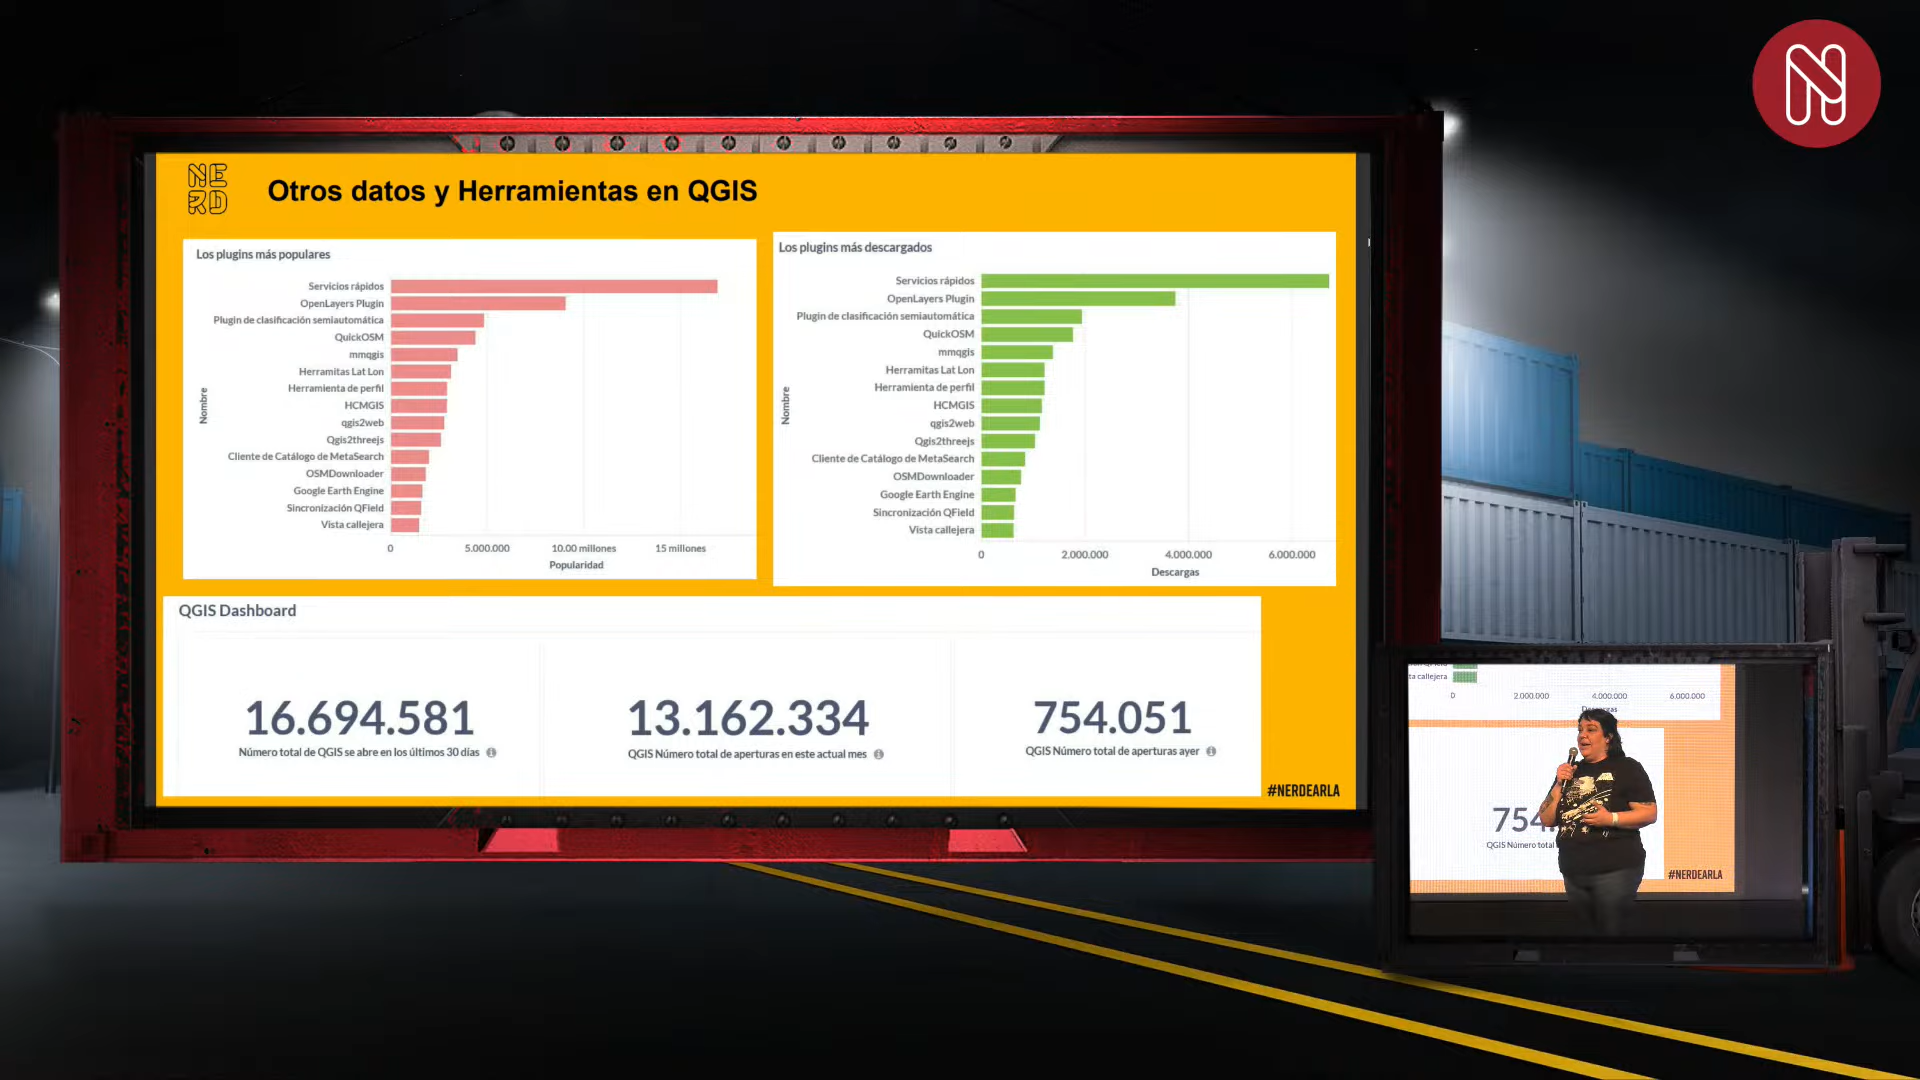 NE
RD
Otros datos y Herramientas en QGIS
Los plugins más populares
Nombre
Servicios rápidos
OpenLayers Plugin
Plugin de clasificación semiautomática
QuickOSM
mmqgis
Herramitas Lat Lon
Herramienta de perfil
HCMGIS
qgis2web
Qgis2threejs
Cliente de Catálogo de MetaSearch
OSMDownloader
Google Earth Engine
Sincronización QField
Vista callejera
0 5.000.000 10.00 millones 15 millones
Popularidad
Los plugins más descargados
Nombre
Servicios rápidos
OpenLayers Plugin
Plugin de clasificación semiautomática
QuickOSM
mmqgis
Herramitas Lat Lon
Herramienta de perfil
HCMGIS
qgis2web
Qgis2threejs
Cliente de Catálogo de MetaSearch
OSMDownloader
Google Earth Engine
Sincronización QField
Vista callejera
0 2.000.000 4.000.000 6.000.000
Descargas
QGIS Dashboard
16.694.581
Número total de QGIS se abre en los últimos 30 días
13.162.334
QGIS Número total de aperturas en este actual mes
754.051
QGIS Número total de aperturas ayer
#NERDEARLA
N
ta callejera
0 2.000.000 4.000.000 6.000.000
754
QGIS Número total
#NERDEARLA